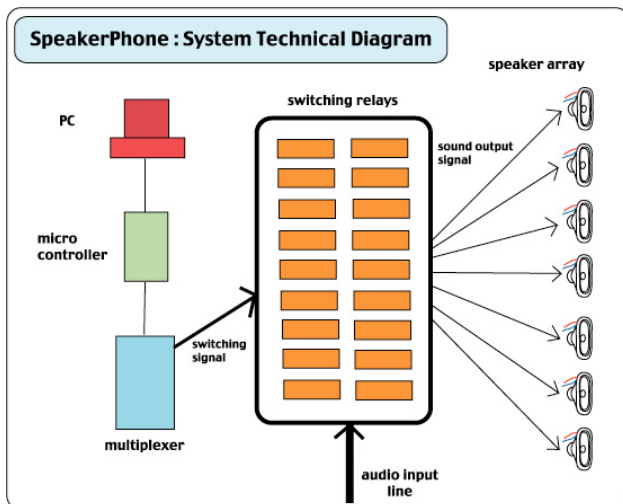 SpeakerPhone : System Technical Diagram
speaker array
switching relays
PC
sound output
signal
micro
controller
switching
signal
multiplexer
audio input
line